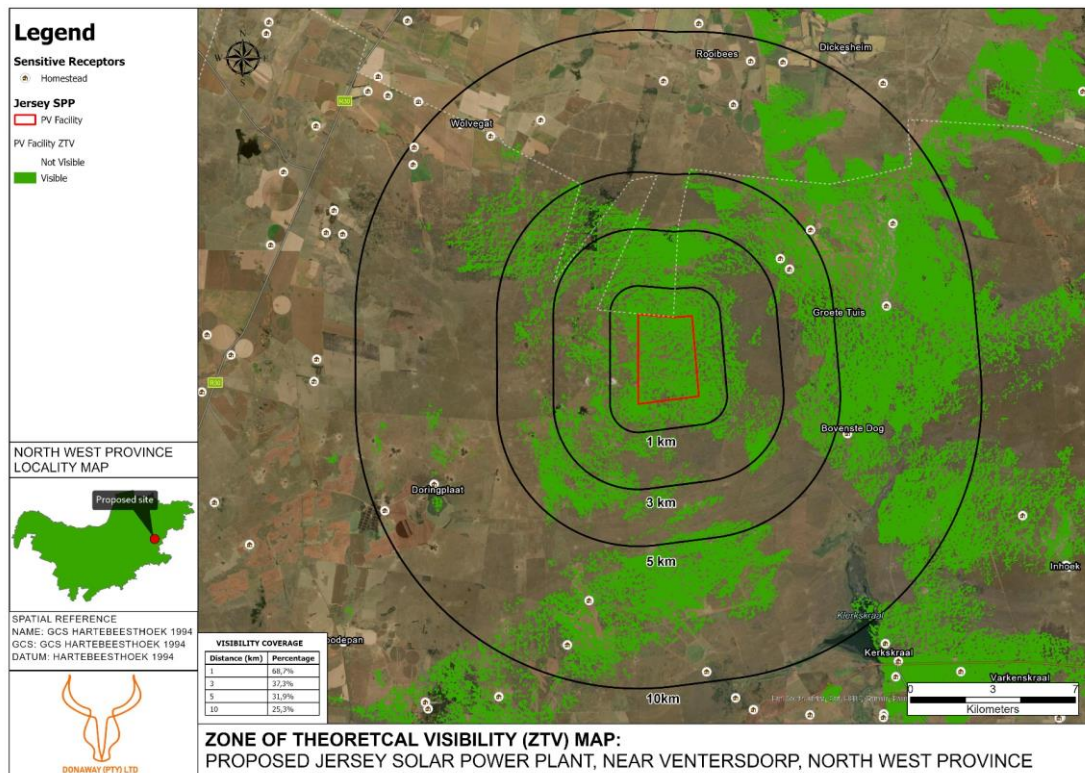 Legend
Sensitive Receptors
Homestead
Jersey SPP
PV Facility
PV Facility ZTV
Not Visible
Visible
NORTH WEST PROVINCE
LOCALITY MAP
Proposed site
SPATIAL REFERENCE
NAME: GCS HARTEBEESTHOEK 1994
GCS: GCS HARTEBEESTHOEK 1994
DATUM: HARTEBEESTHOEK 1994
DONAWAY (PTY) LTD
N
W
E
S
R30
Rooibees
Dickesheim
Wolvegat
Groete Tuis
Bovenste Dog
1 km
Doringplaat
3 km
5 km
Inhoek
Klerkskraal
oodepan
Kerkskraal
Varkenskraal
10km
R30
VISIBILITY COVERAGE
Distance (km) Percentage
1 68,7%
3 37,3%
5 31,9%
10 25,3%
0 3 7
Kilometers
ZONE OF THEORETCAL VISIBILITY (ZTV) MAP:
PROPOSED JERSEY SOLAR POWER PLANT, NEAR VENTERSDORP, NORTH WEST PROVINCE